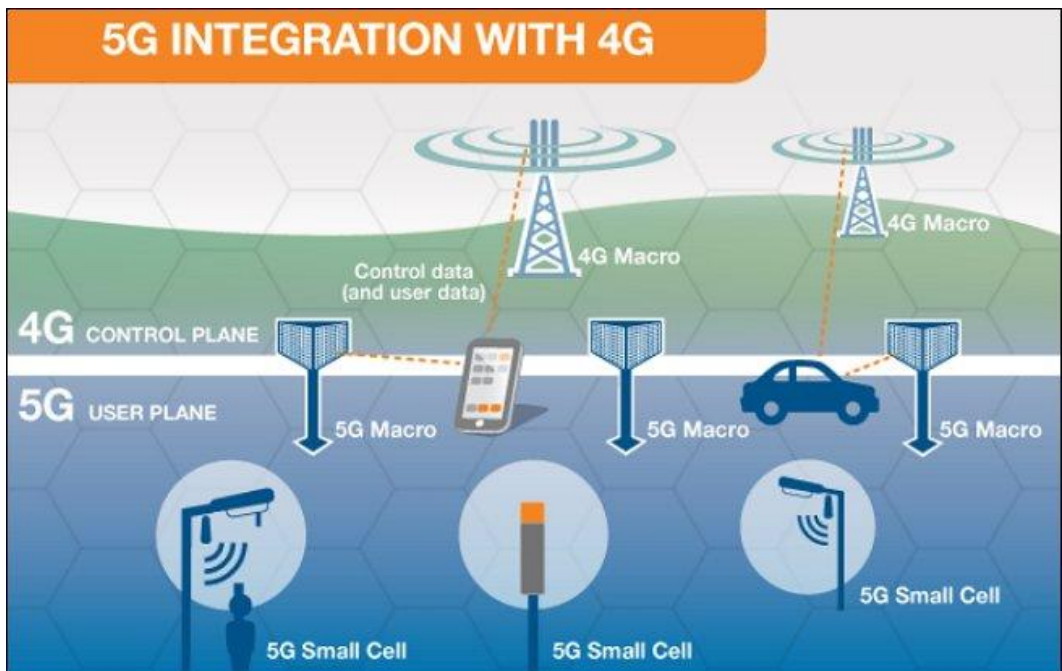 5G INTEGRATION WITH 4G
4G Macro
4G Macro
Control data
(and user data)
4G CONTROL PLANE
5G USER PLANE
5G Macro
5G Macro
5G Macro
5G Small Cell
5G Small Cell
5G Small Cell